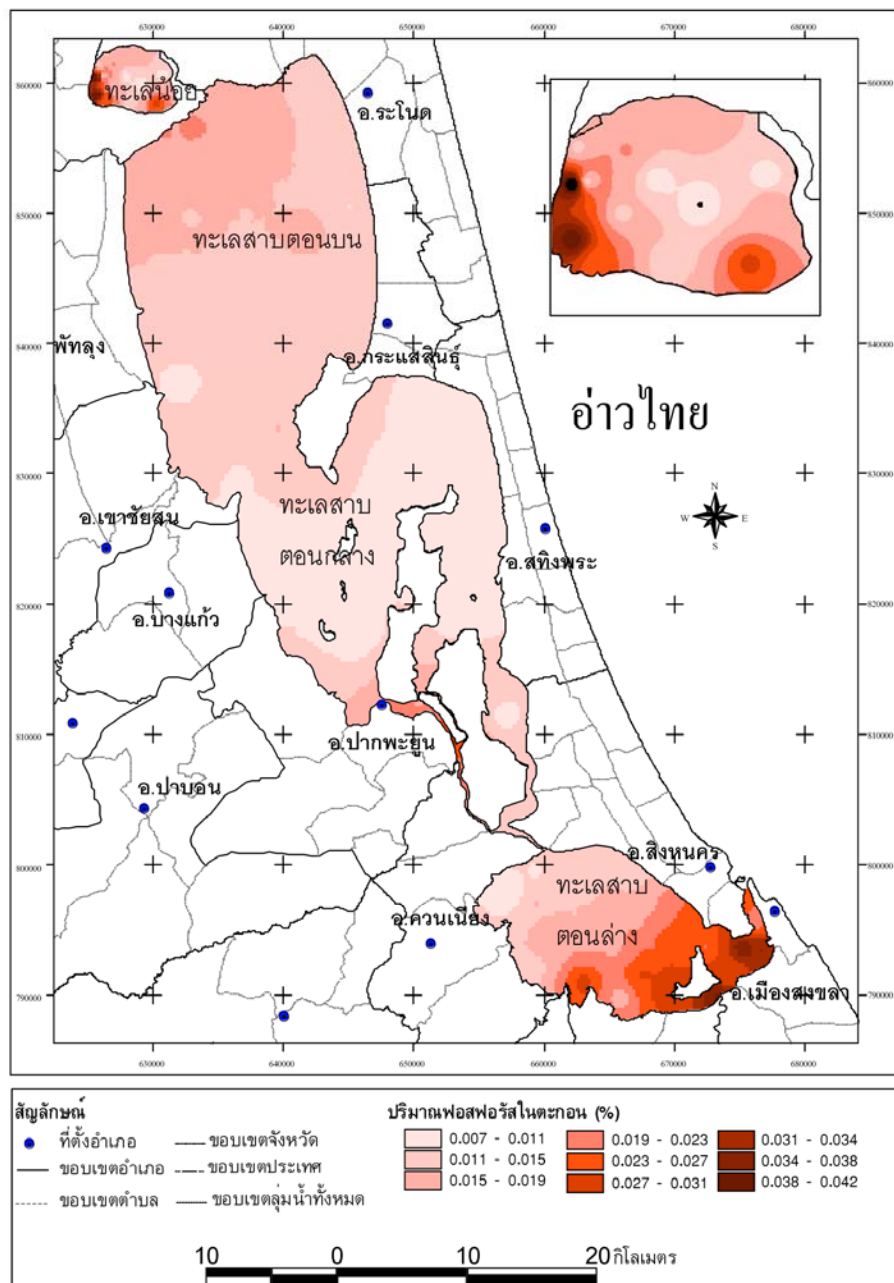 630000 640000 650000 660000 670000 680000
860000 860000
850000 850000
840000 840000
830000 830000
820000 820000
810000 810000
800000 800000
790000 790000
ทะเลน้อย
อ.ระโนด
ทะเลสาบตอนบน
พัทลุง
อ.กระแสสินธุ์
อ่าวไทย
ทะเลสาบ
ตอนกลาง
อ.เขาชัยสน
N
W E
S
อ.สทิงพระ
อ.บางแก้ว
อ.ปากพะยูน
อ.ป่าบอน
อ.สิงหนคร
ทะเลสาบ
ตอนล่าง
อ.ควนเนียง
อ.เมืองสงขลา
630000 640000 650000 660000 670000 680000
สัญลักษณ์
ที่ตั้งอำเภอ ขอบเขตจังหวัด
ขอบเขตอำเภอ ขอบเขตประเทศ
ขอบเขตตำบล ขอบเขตลุ่มน้ำทั้งหมด
ปริมาณฟอสฟอรัสในตะกอน (%)
0.007 - 0.011 0.019 - 0.023 0.031 - 0.034
0.011 - 0.015 0.023 - 0.027 0.034 - 0.038
0.015 - 0.019 0.027 - 0.031 0.038 - 0.042
10 0 10 20 กิโลเมตร